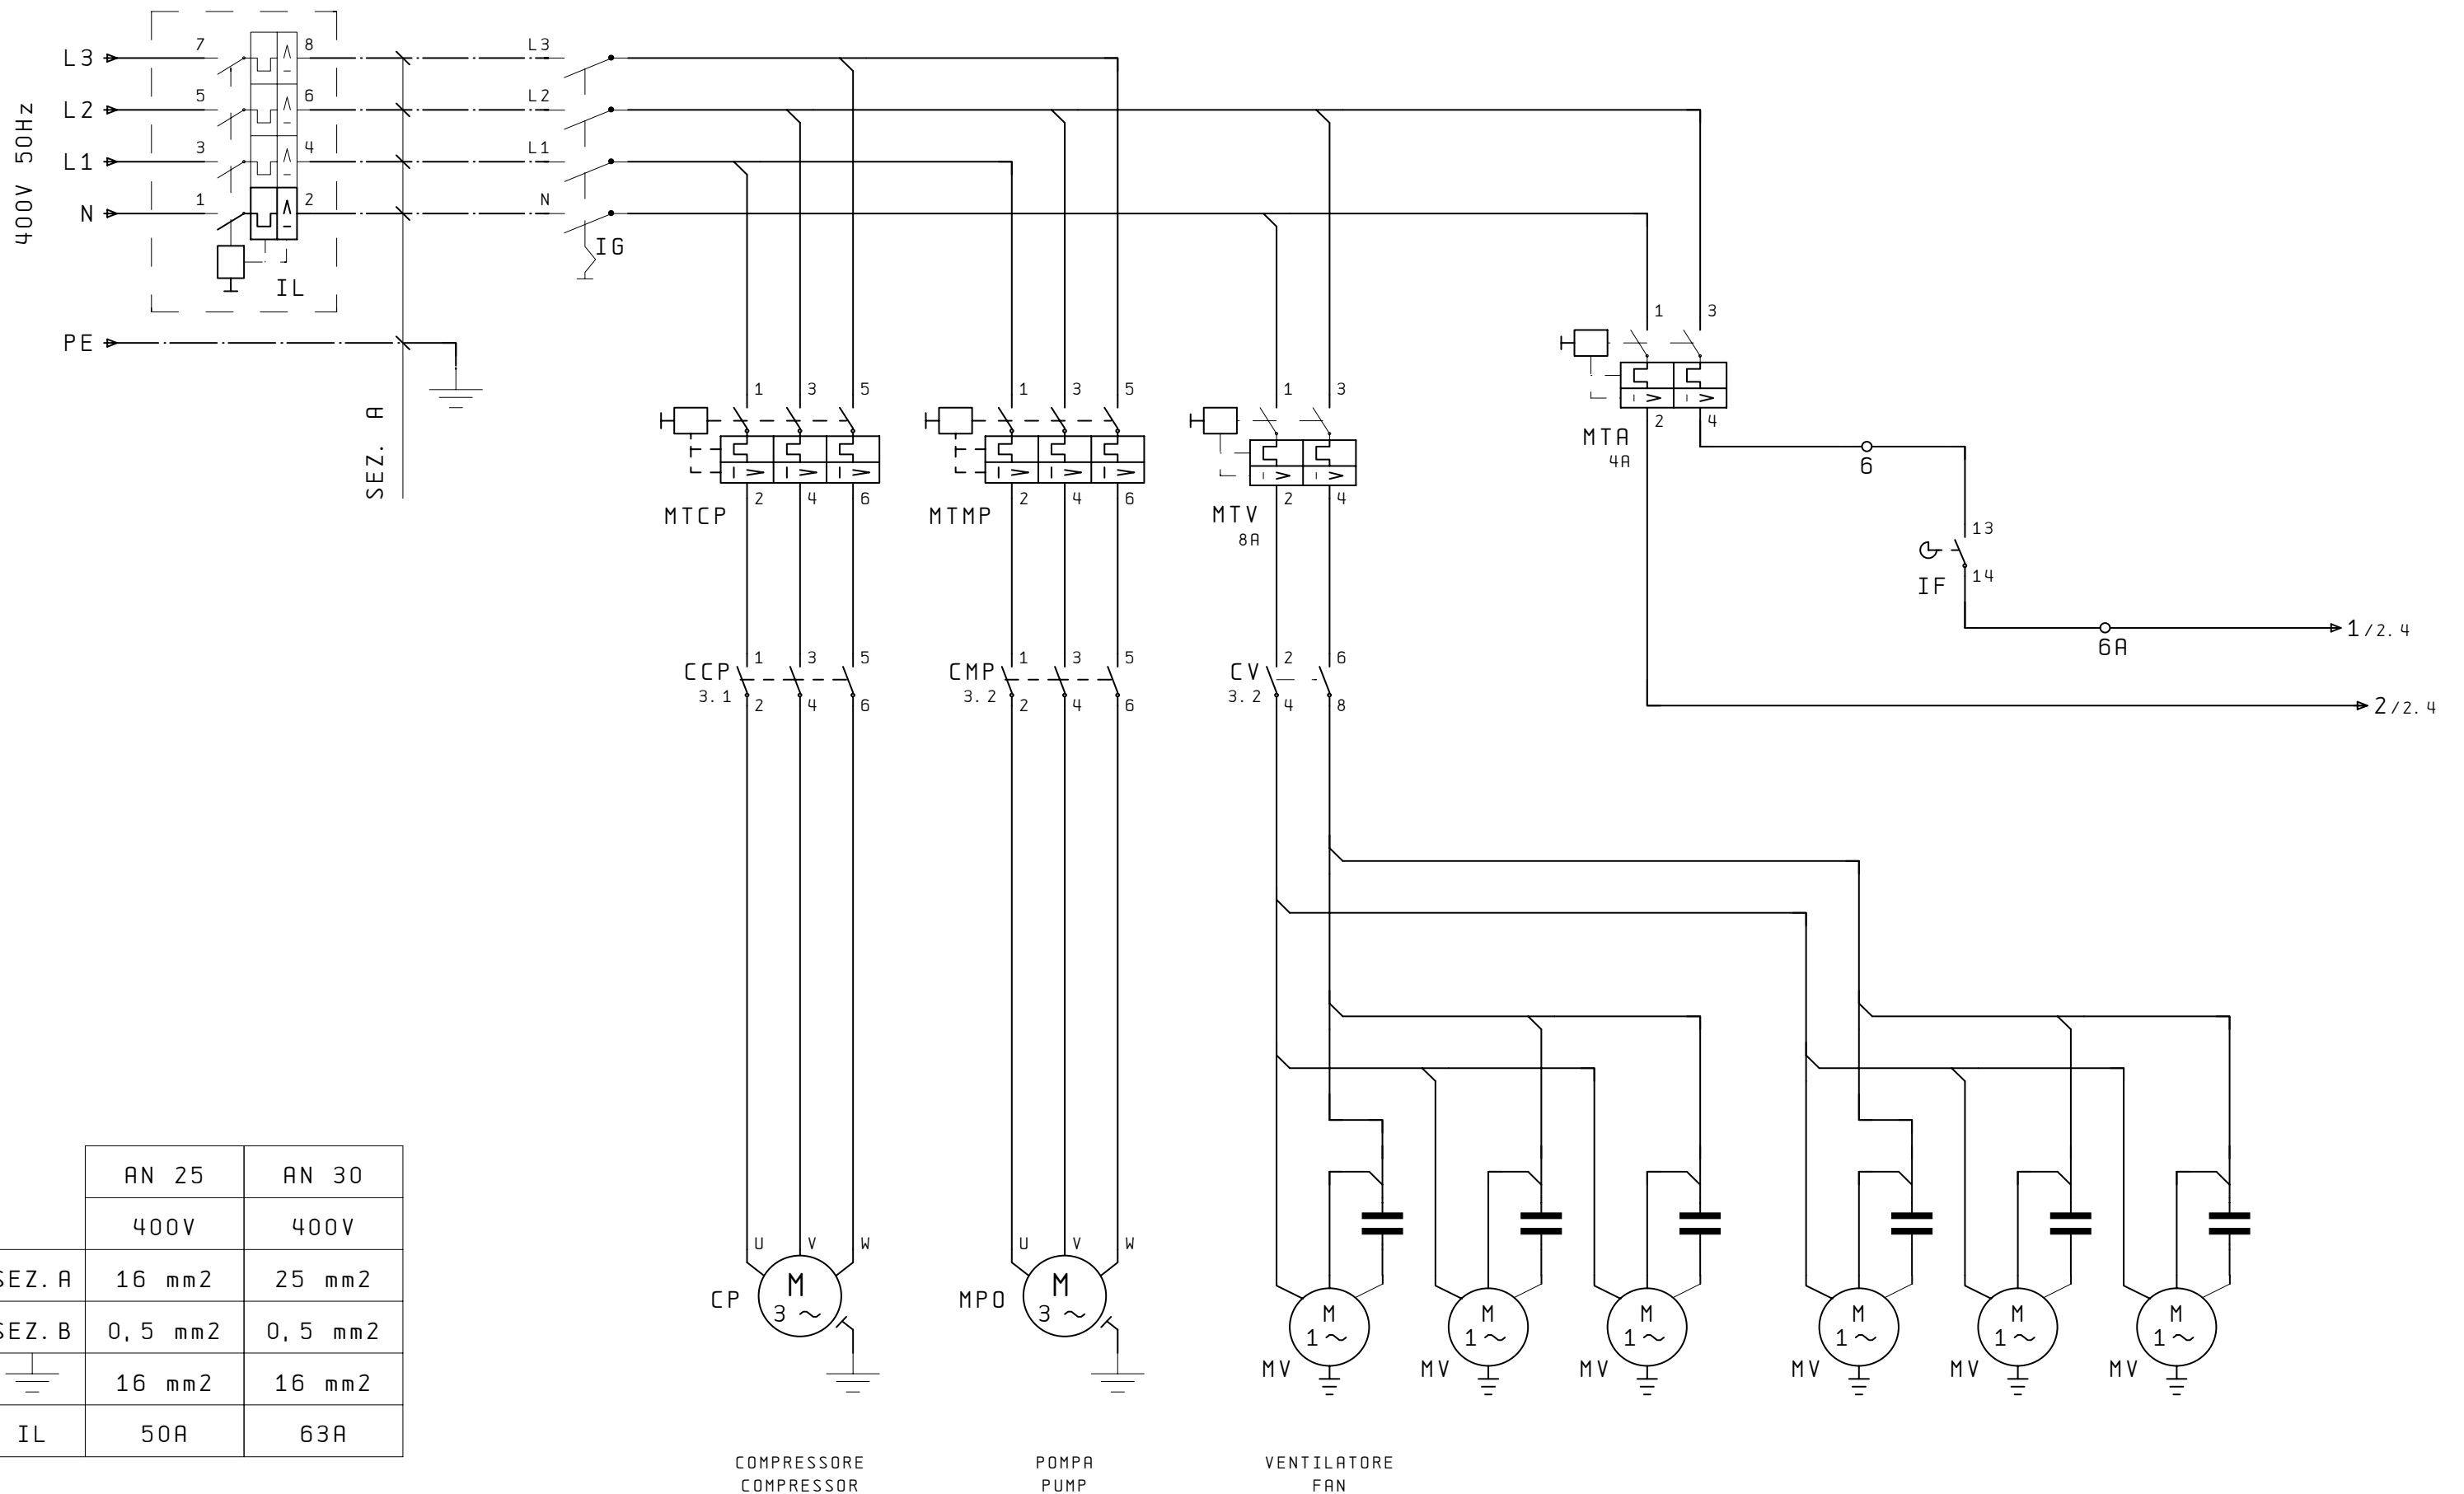 400V 50Hz
L3
7
8
L3
L2
5
6
L2
L1
3
4
L1
N
1
2
N
IL
IG
PE
SEZ. A
1 3 5
MTCP
2 4 6
1 3 5
MTMP
2 4 6
1 3
MTV
8A
2 4
1 3
MTA
4A
2 4
6
13
IF
14
6A
1/2.4
2/2.4
CCP
3.1
1 3 5
2 4 6
CMP
3.2
1 3 5
2 4 6
CV
3.2
2 6
4 8
U V W
CP
M
3 ~
U V W
MPO
M
3 ~
M
1 ~
MV
M
1 ~
MV
M
1 ~
MV
M
1 ~
MV
M
1 ~
MV
M
1 ~
MV
AN 25 AN 30
400V 400V
SEZ.A 16 mm2 25 mm2
SEZ.B 0,5 mm2 0,5 mm2
16 mm2 16 mm2
IL 50A 63A
COMPRESSORE
COMPRESSOR
POMPA
PUMP
VENTILATORE
FAN